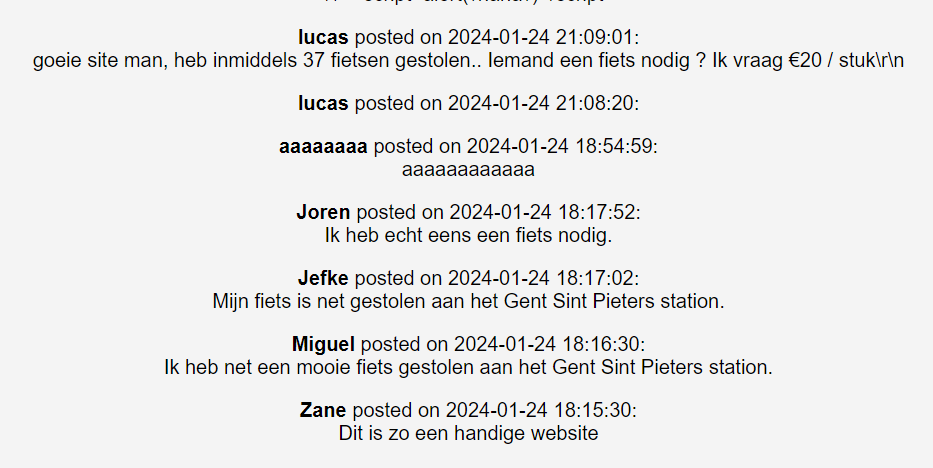 lucas posted on 2024-01-24 21:09:01:
goeie site man, heb inmiddels 37 fietsen gestolen.. Iemand een fiets nodig ? Ik vraag €20 / stuk\r\n
lucas posted on 2024-01-24 21:08:20:
aaaaaaaa posted on 2024-01-24 18:54:59:
aaaaaaaaaaaa
Joren posted on 2024-01-24 18:17:52:
Ik heb echt eens een fiets nodig.
Jefke posted on 2024-01-24 18:17:02:
Mijn fiets is net gestolen aan het Gent Sint Pieters station.
Miguel posted on 2024-01-24 18:16:30:
Ik heb net een mooie fiets gestolen aan het Gent Sint Pieters station.
Zane posted on 2024-01-24 18:15:30:
Dit is zo een handige website